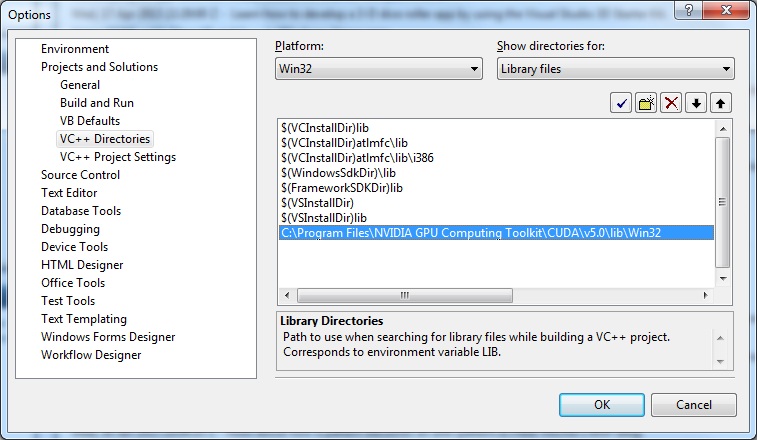 Options
Environment
Projects and Solutions
General
Build and Run
VB Defaults
VC++ Directories
VC++ Project Settings
Source Control
Text Editor
Database Tools
Debugging
Device Tools
HTML Designer
Office Tools
Test Tools
Text Templating
Windows Forms Designer
Workflow Designer
Platform:
Win32
Show directories for:
Library files
$(VCInstallDir)lib
$(VCInstallDir)atlmfc\lib
$(VCInstallDir)atlmfc\lib\i386
$(WindowsSdkDir)\lib
$(FrameworkSDKDir)lib
$(VSInstallDir)
$(VSInstallDir)lib
C:\Program Files\NVIDIA GPU Computing Toolkit\CUDA\v5.0\lib\Win32
Library Directories
Path to use when searching for library files while building a VC++ project.
Corresponds to environment variable LIB.
OK
Cancel